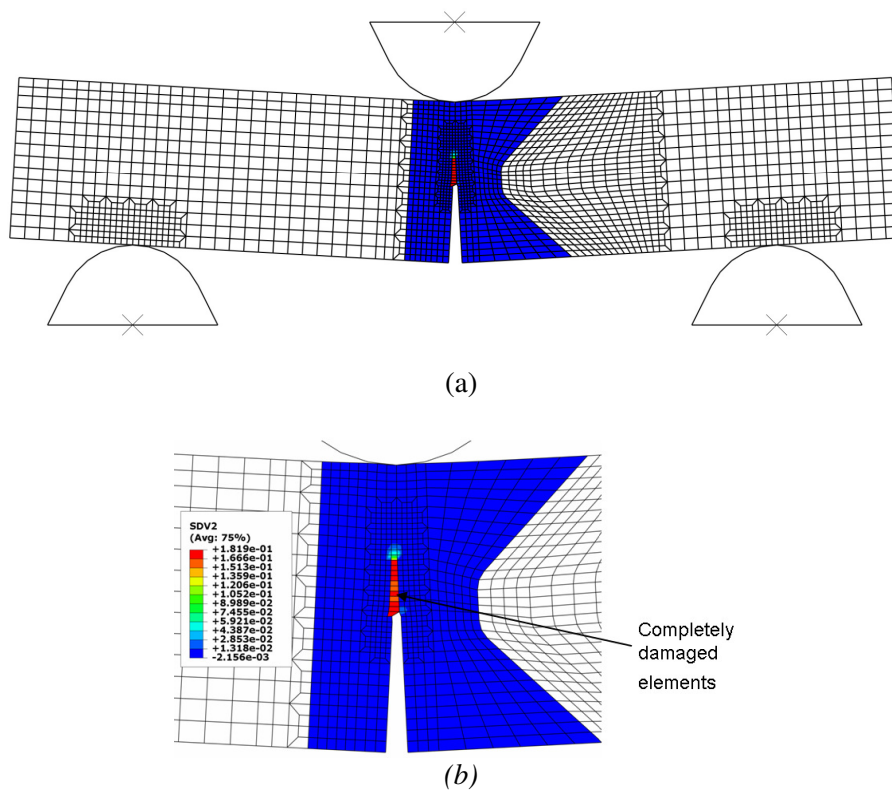 (a)
SDV2
(Avg: 75%)
+1.819e-01
+1.666e-01
+1.513e-01
+1.359e-01
+1.206e-01
+1.052e-01
+8.989e-02
+7.455e-02
+5.921e-02
+4.387e-02
+2.853e-02
+1.318e-02
-2.156e-03
Completely
damaged
elements
(b)